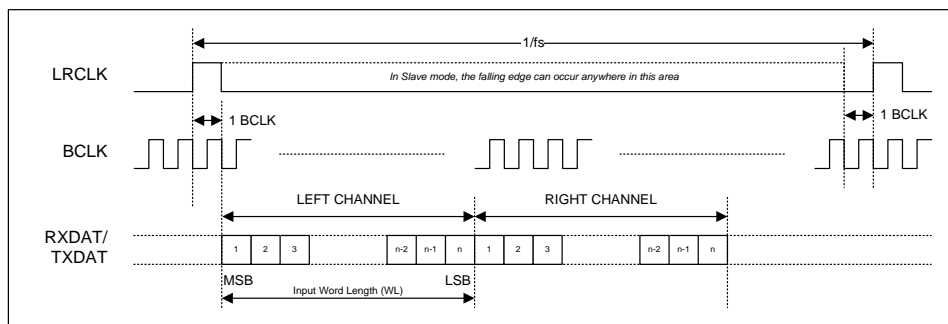 1/fs
LRCLK
In Slave mode, the falling edge can occur anywhere in this area
1 BCLK
1 BCLK
BCLK
LEFT CHANNEL
RIGHT CHANNEL
RXDAT/
TXDAT
1 2 3 n-2 n-1 n 1 2 3 n-2 n-1 n
MSB LSB
Input Word Length (WL)